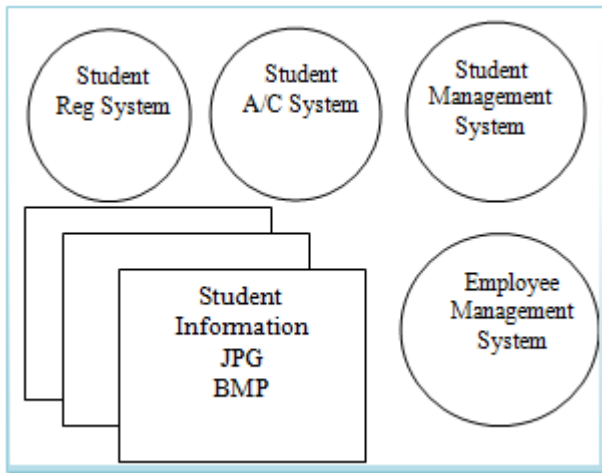 Student
Reg System
Student
A/C System
Student
Management
System
Student
Information
JPG
BMP
Employee
Management
System